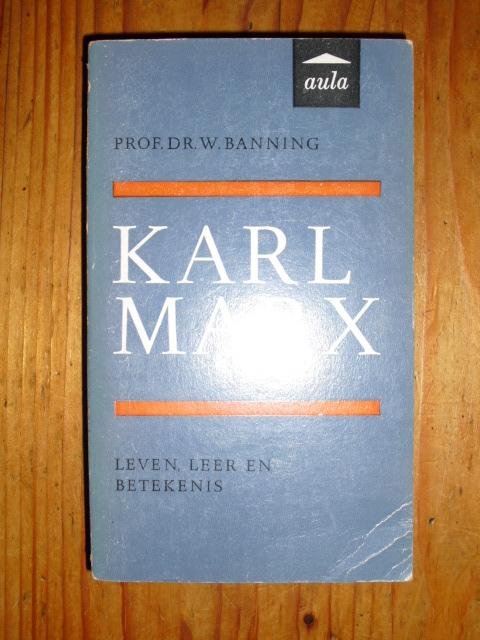 aula
PROF. DR. W. BANNING
KARL
MARX
LEVEN, LEER EN
BETEKENIS